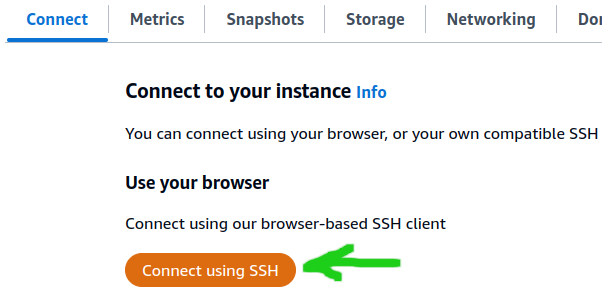 Connect Metrics Snapshots Storage Networking Do
Connect to your instance Info
You can connect using your browser, or your own compatible SSH
Use your browser
Connect using our browser-based SSH client
Connect using SSH